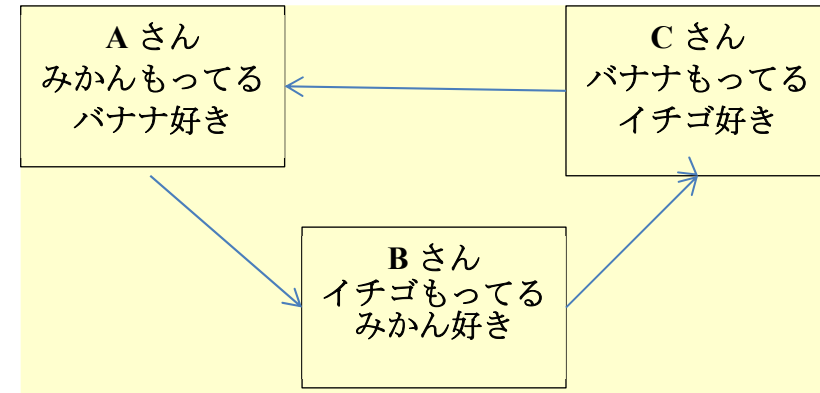 A さん
みかんもってる
バナナ好き
C さん
バナナもってる
イチゴ好き
B さん
イチゴもってる
みかん好き